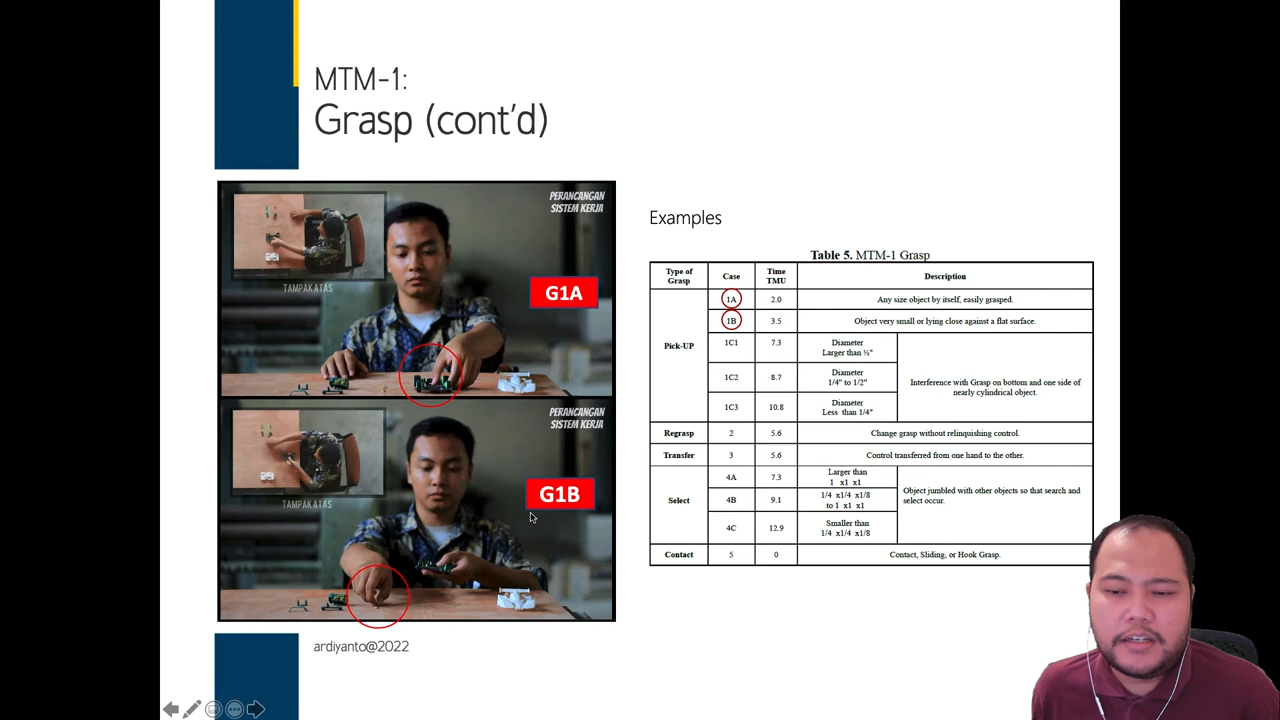 MTM-1:
Grasp (cont'd)
PERANCANGAN
SISTEM KERJA
TAMPAK ATAS
G1A
PERANCANGAN
SISTEM KERJA
TAMPAK ATAS
G1B
Examples
Table 5. MTM-1 Grasp
Type of Grasp Case Time TMU Description
Pick-UP 1A 2.0 Any size object by itself, easily grasped.
1B 3.5 Object very small or lying close against a flat surface.
1C1 7.3 Diameter Larger than ½" Interference with Grasp on bottom and one side of nearly cylindrical object.
1C2 8.7 Diameter 1/4" to 1/2"
1C3 10.8 Diameter Less than 1/4"
Regrasp 2 5.6 Change grasp without relinquishing control.
Transfer 3 5.6 Control transferred from one hand to the other.
Select 4A 7.3 Larger than 1 x1 x1 Object jumbled with other objects so that search and select occur.
4B 9.1 1/4 x1/4 x1/8 to 1 x1 x1
4C 12.9 Smaller than 1/4 x1/4 x1/8
Contact 5 0 Contact, Sliding, or Hook Grasp.
ardiyanto@2022